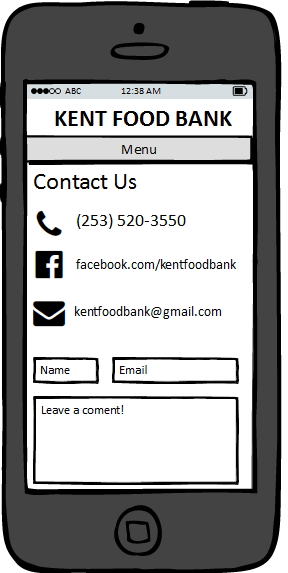 ABC 12:38 AM
KENT FOOD BANK
Menu
Contact Us
(253) 520-3550
facebook.com/kentfoodbank
kentfoodbank@gmail.com
Name Email
Leave a coment!